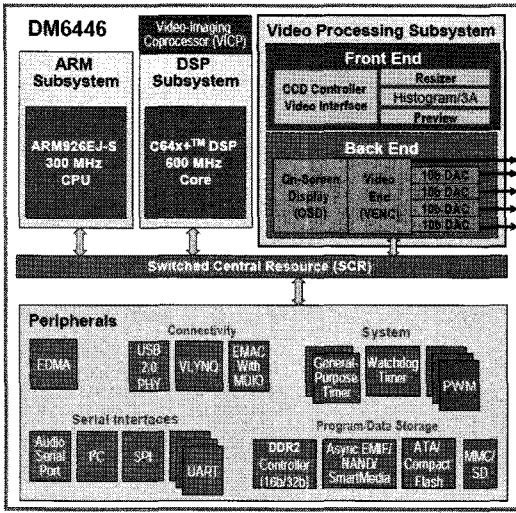 DM6446
Video-Imaging
Coprocessor (VICP)
ARM
Subsystem
DSP
Subsystem
ARM926EJ-S
300 MHz
CPU
C64x+™ DSP
600 MHz
Core
Video Processing Subsystem
Front End
CCD Controller
Video Interface
Resizer
Histogram/3A
Preview
Back End
On-Screen
Display
(OSD)
Video
Enc
(VENC)
10b DAC
10b DAC
10b DAC
10b DAC
Switched Central Resource (SCR)
Peripherals
Connectivity
System
EDMA
USB
2.0
PHY
VLYNQ
EMAC
With
MDIO
General-
Purpose
Timer
Watchdog
Timer
PWM
Serial Interfaces
Program/Data Storage
Audio
Serial
Port
I²C
SPI
UART
DDR2
Controller
(16b/32b)
Async EMIF/
NAND/
SmartMedia
ATA/
Compact
Flash
MMC/
SD